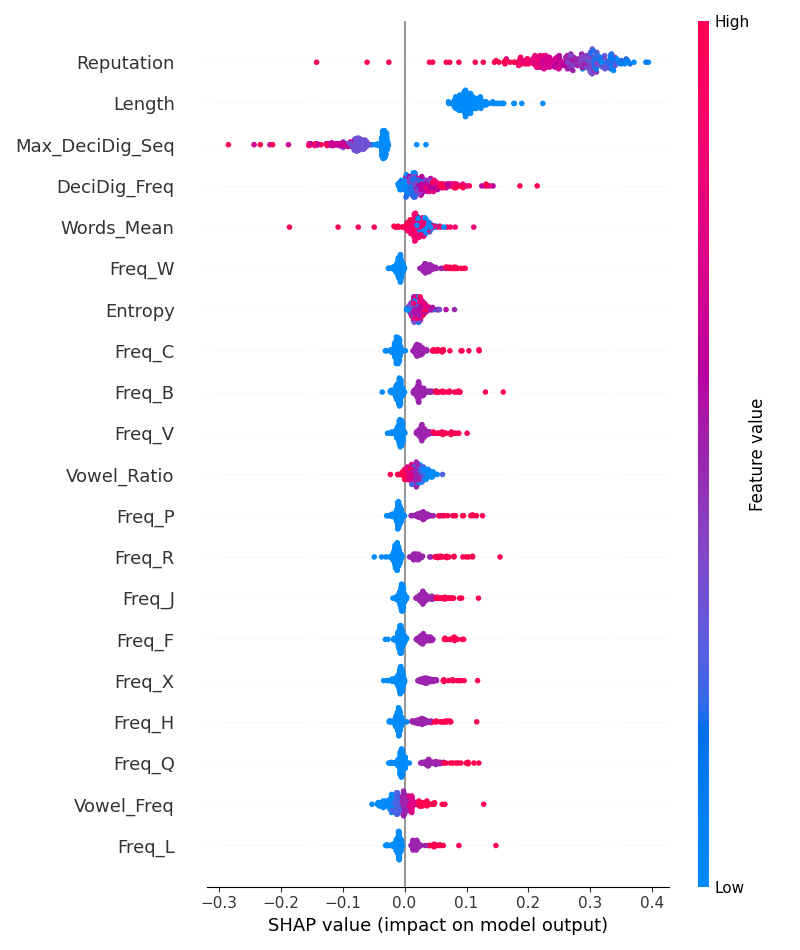 High
Reputation
Length
Max_DeciDig_Seq
DeciDig_Freq
Words_Mean
Freq_W
Entropy
Freq_C
Freq_B
Freq_V
Vowel_Ratio
Freq_P
Freq_R
Freq_J
Freq_F
Freq_X
Freq_H
Freq_Q
Vowel_Freq
Freq_L
Feature value
Low
−0.3 −0.2 −0.1 0.0 0.1 0.2 0.3 0.4
SHAP value (impact on model output)